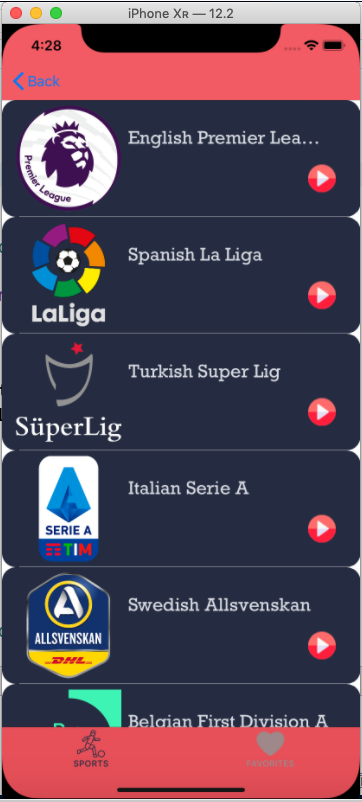 iPhone XR — 12.2
4:28
Back
Premier League
English Premier Lea...
LaLiga
Spanish La Liga
SüperLig
Turkish Super Lig
SERIE A
TIM
Italian Serie A
ALLSVENSKAN
DHL
Swedish Allsvenskan
Belgian First Division A
SPORTS
FAVORITES